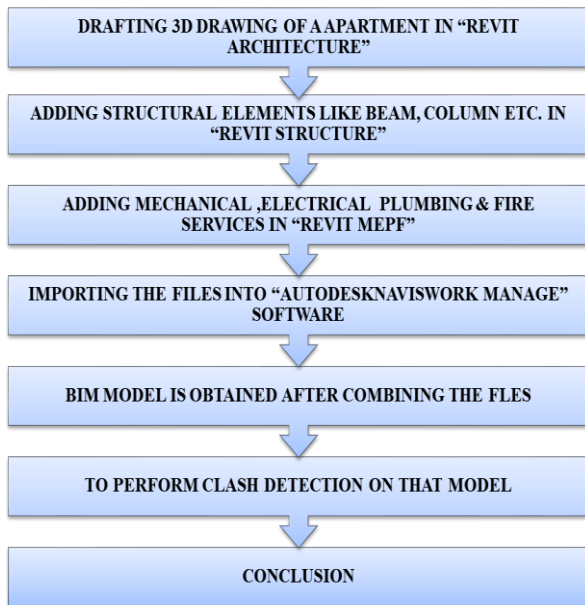 DRAFTING 3D DRAWING OF A APARTMENT IN “REVIT
ARCHITECTURE”
ADDING STRUCTURAL ELEMENTS LIKE BEAM, COLUMN ETC. IN
“REVIT STRUCTURE”
ADDING MECHANICAL ,ELECTRICAL PLUMBING & FIRE
SERVICES IN “REVIT MEPF”
IMPORTING THE FILES INTO “AUTODESKNAVISWORK MANAGE”
SOFTWARE
BIM MODEL IS OBTAINED AFTER COMBINING THE FLES
TO PERFORM CLASH DETECTION ON THAT MODEL
CONCLUSION